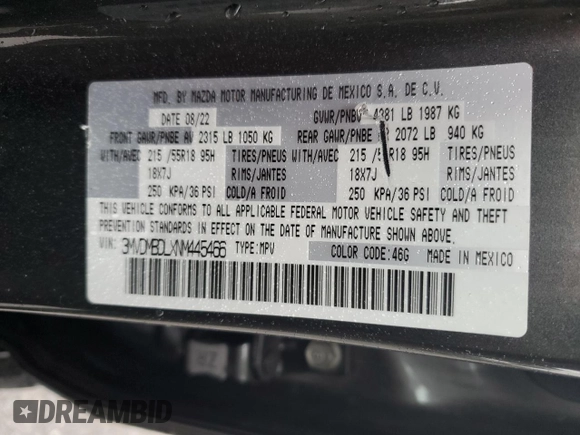 MFD. BY MAZDA MOTOR MANUFACTURING DE MEXICO S.A. DE C.V.
DATE 08/22 GVWR/PNBV 4381 LB 1987 KG
FRONT GAWR/PNBE AV 2315 LB 1050 KG REAR GAWR/PNBE 2072 LB 940 KG
WITH/AVEC 215 /55R18 95H TIRES/PNEUS WITH/AVEC 215 /55R18 95H TIRES/PNEUS
18X7J RIMS/JANTES 18X7J RIMS/JANTES
250 KPA/36 PSI COLD/A FROID 250 KPA/36 PSI COLD/A FROID
THIS VEHICLE CONFORMS TO ALL APPLICABLE FEDERAL MOTOR VEHICLE SAFETY AND THEFT
PREVENTION STANDARDS IN EFFECT ON THE DATE OF MANUFACTURE SHOWN ABOVE.
VIN: 3MVDMBDLXNM445466 TYPE: MPV COLOR CODE: 46G MADE IN MEXICO
DREAMBID